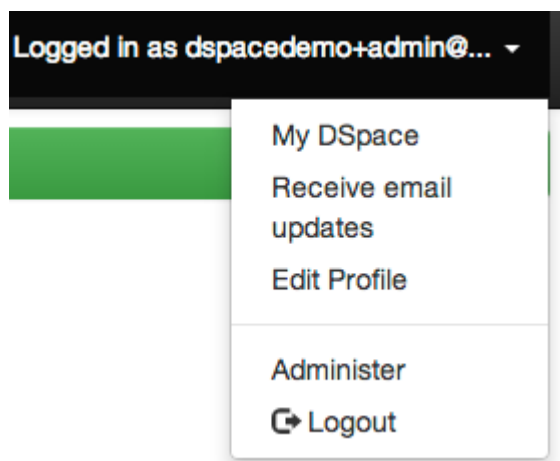 Logged in as dspacedemo+admin@...
My DSpace
Receive email
updates
Edit Profile
Administer
Logout